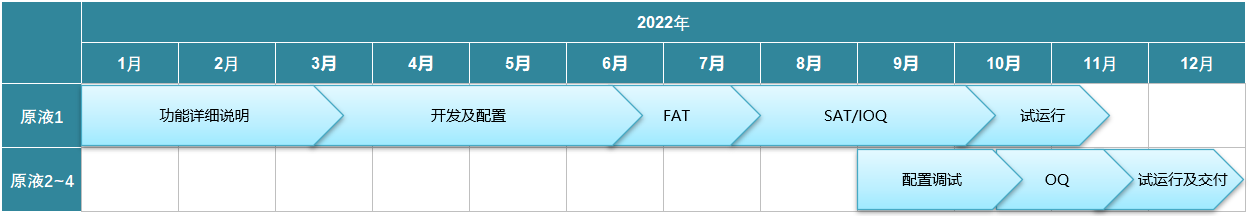 2022年
1月 2月 3月 4月 5月 6月 7月 8月 9月 10月 11月 12月
原液1 功能详细说明 开发及配置 FAT SAT/IOQ 试运行
原液2~4 配置调试 OQ 试运行及交付